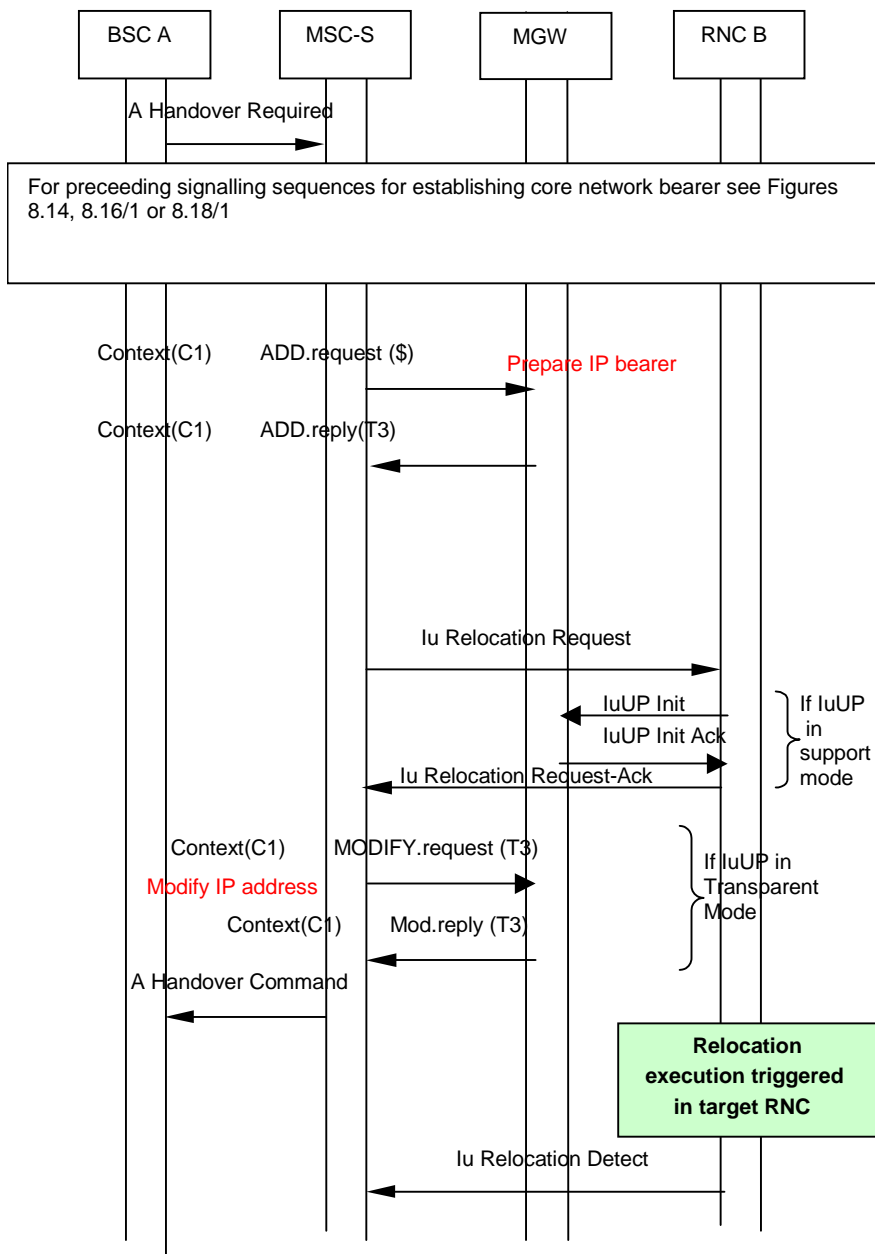 BSC A
MSC-S
MGW
RNC B
A Handover Required
For preceeding signalling sequences for establishing core network bearer see Figures
8.14, 8.16/1 or 8.18/1
Context(C1) ADD.request ($)
Prepare IP bearer
Context(C1) ADD.reply(T3)
Iu Relocation Request
IuUP Init
IuUP Init Ack
If IuUP
in
support
mode
Iu Relocation Request-Ack
Context(C1) MODIFY.request (T3)
Modify IP address
If IuUP in
Transparent
Mode
Context(C1) Mod.reply (T3)
A Handover Command
Relocation
execution triggered
in target RNC
Iu Relocation Detect